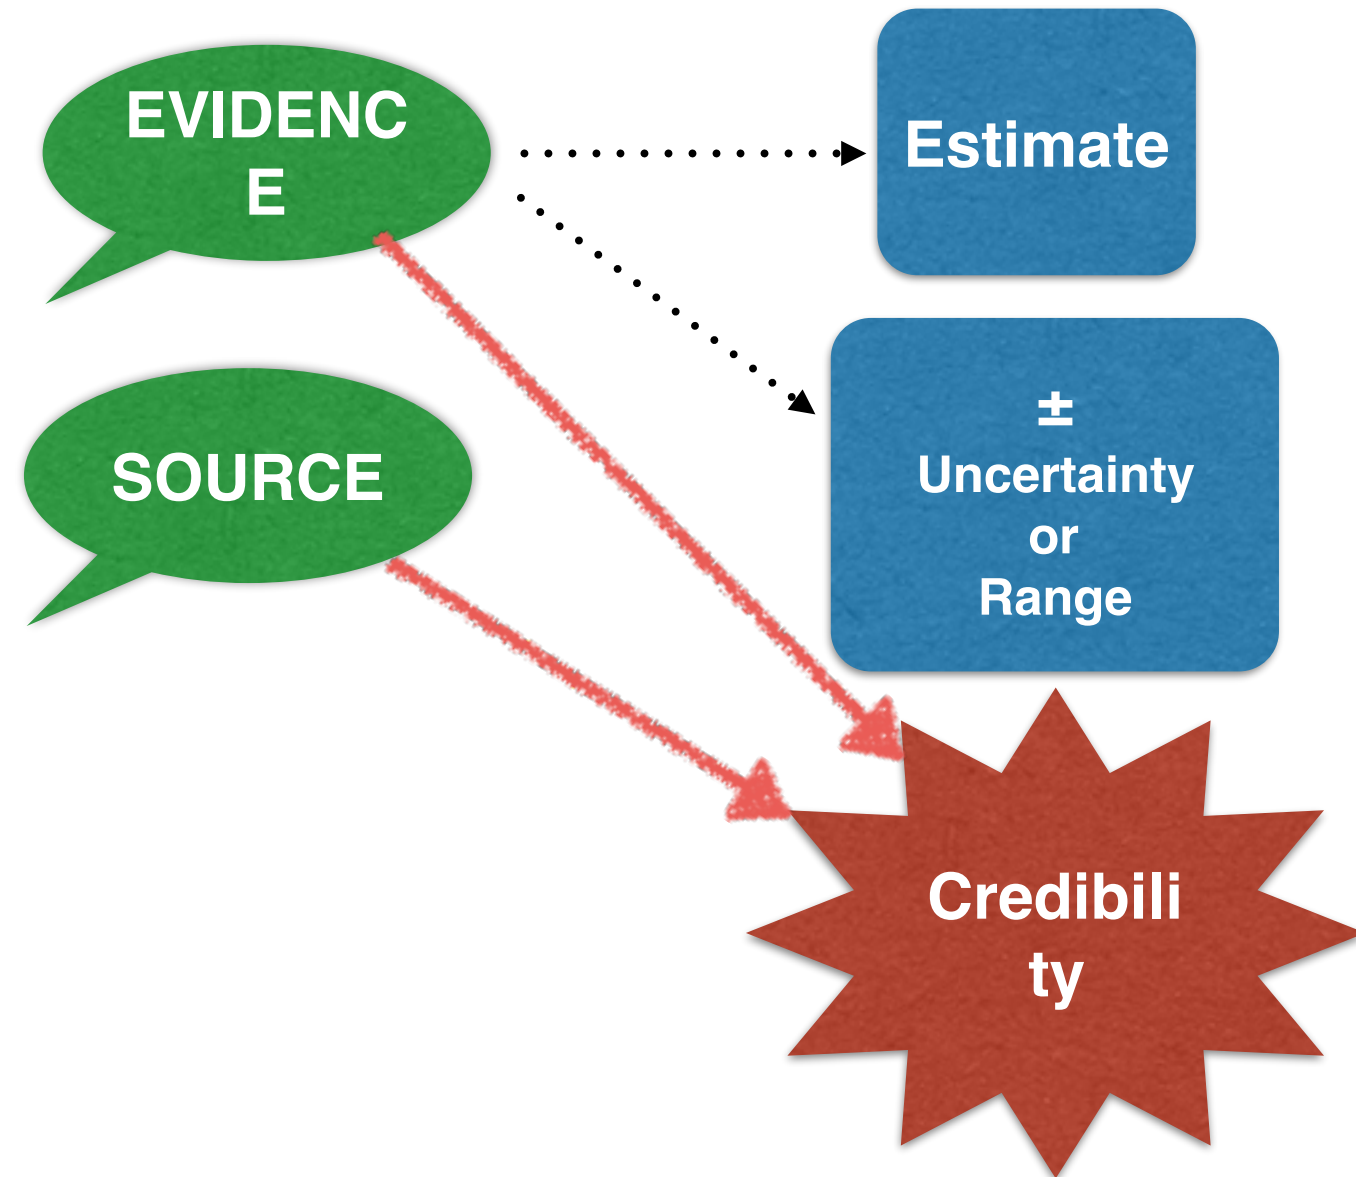 EVIDENC
E
Estimate
SOURCE
±
Uncertainty
or
Range
Credibili
ty